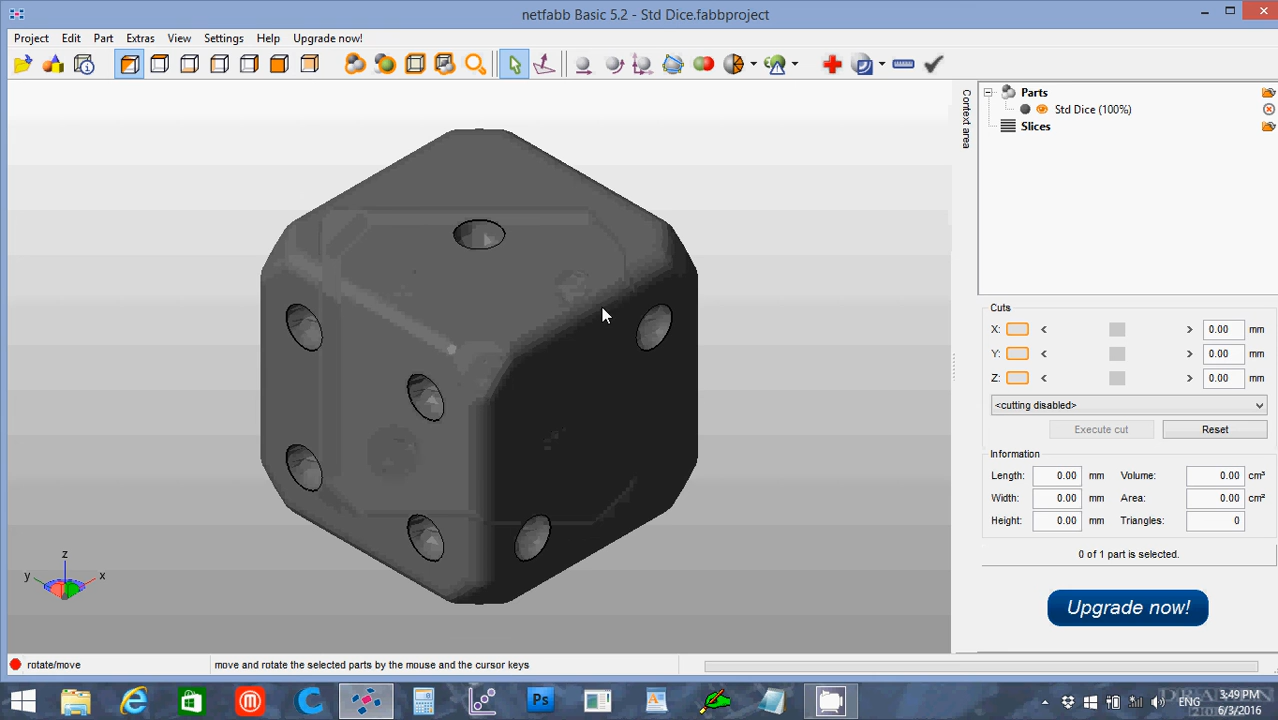 netfabb Basic 5.2 - Std Dice.fabbproject
Project Edit Part Extras View Settings Help Upgrade now!
Context area
Parts
Std Dice (100%)
Slices
Cuts
X: < > 0.00 mm
Y: < > 0.00 mm
Z: < > 0.00 mm
<cutting disabled>
Execute cut Reset
Information
Length: 0.00 mm Volume: 0.00 cm³
Width: 0.00 mm Area: 0.00 cm²
Height: 0.00 mm Triangles: 0
0 of 1 part is selected.
Upgrade now!
z
y x
rotate/move move and rotate the selected parts by the mouse and the cursor keys
Ps
ENG
3:49 PM
6/3/2016